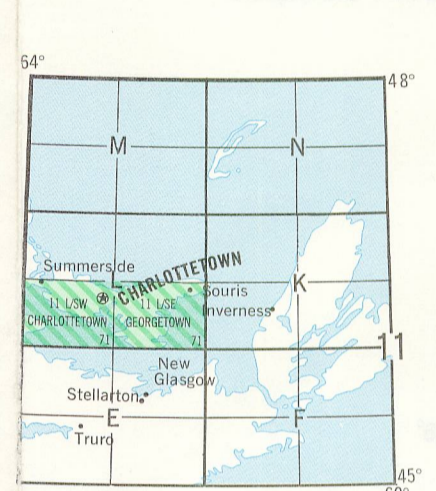 64°
48°
M
N
Summerside
L
CHARLOTTETOWN
K
Souris
Inverness
11 L/SW
CHARLOTTETOWN
71
11 L/SE
GEORGETOWN
71
11
New
Glasgow
Stellarton
E
F
Truro
45°